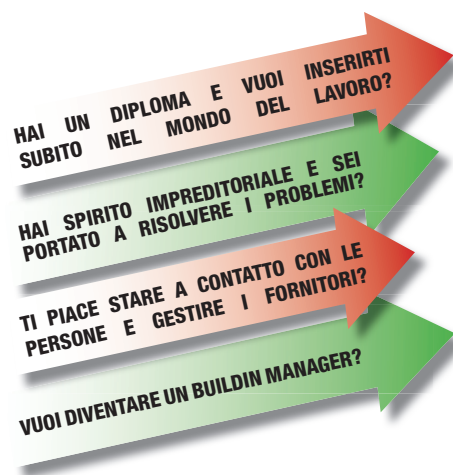 HAI UN DIPLOMA E VUOI INSERIRTI
SUBITO NEL MONDO DEL LAVORO?
HAI SPIRITO IMPREDITORIALE E SEI
PORTATO A RISOLVERE I PROBLEMI?
TI PIACE STARE A CONTATTO CON LE
PERSONE E GESTIRE I FORNITORI?
VUOI DIVENTARE UN BUILDIN MANAGER?